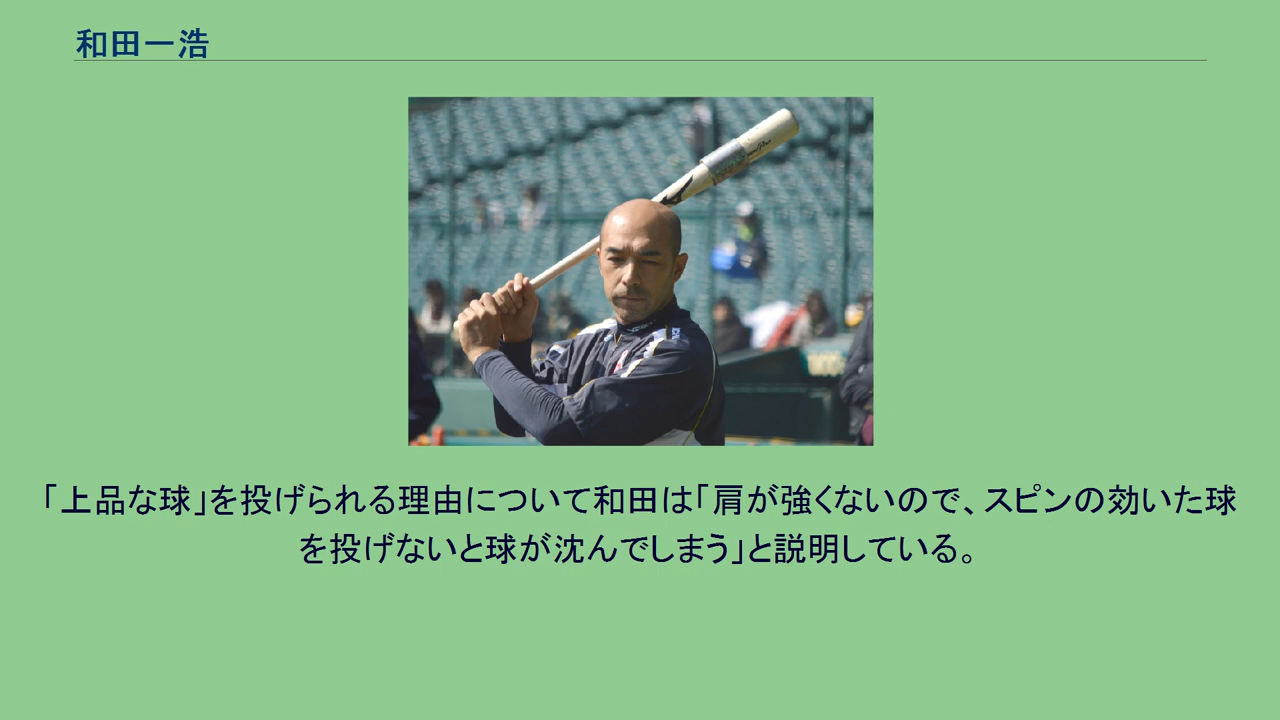 和田一浩
「上品な球」を投げられる理由について和田は「肩が強くないので、スピンの効いた球
を投げないと球が沈んでしまう」と説明している。